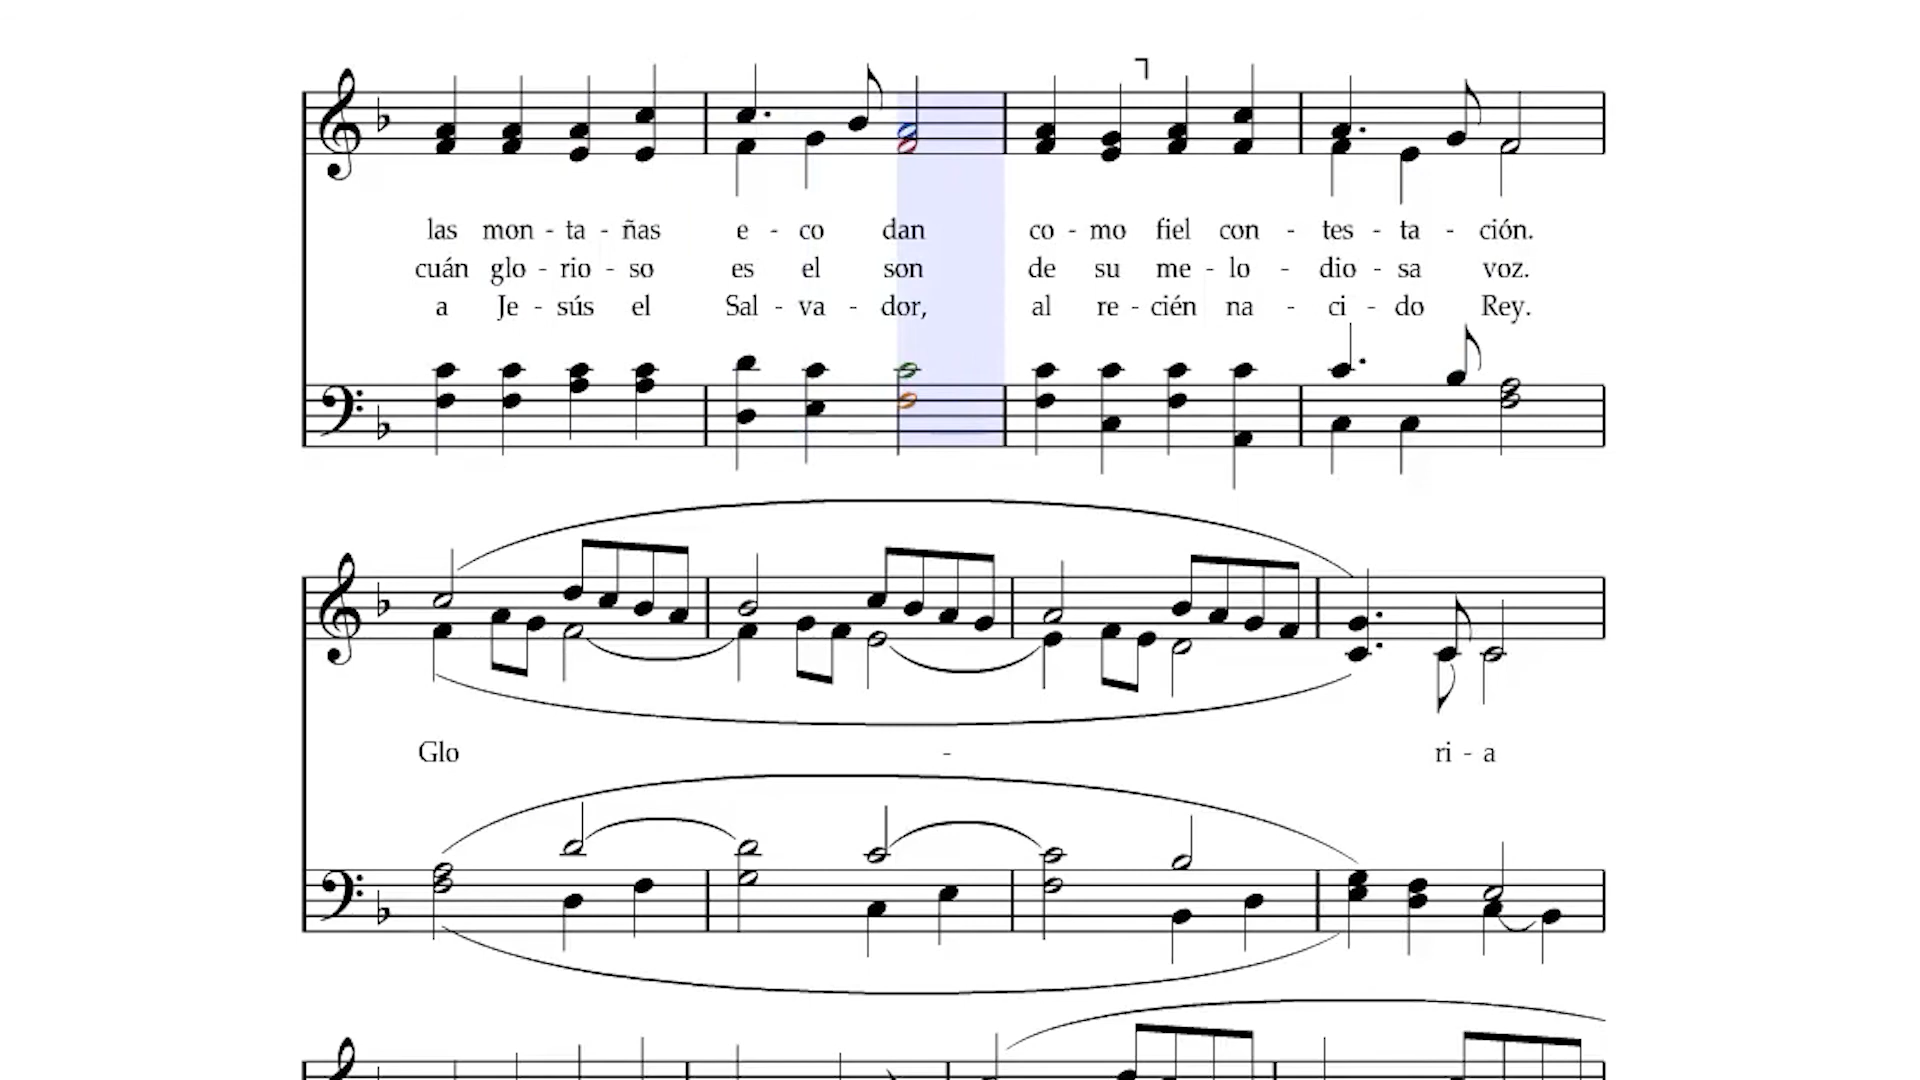 las mon - ta - ñas e - co dan co - mo fiel con - tes - ta - ción.
cuán glo - rio - so es el son de su me - lo - dio - sa voz.
a Je - sús el Sal - va - dor, al re - cién na - ci - do Rey.
Glo - ri - a